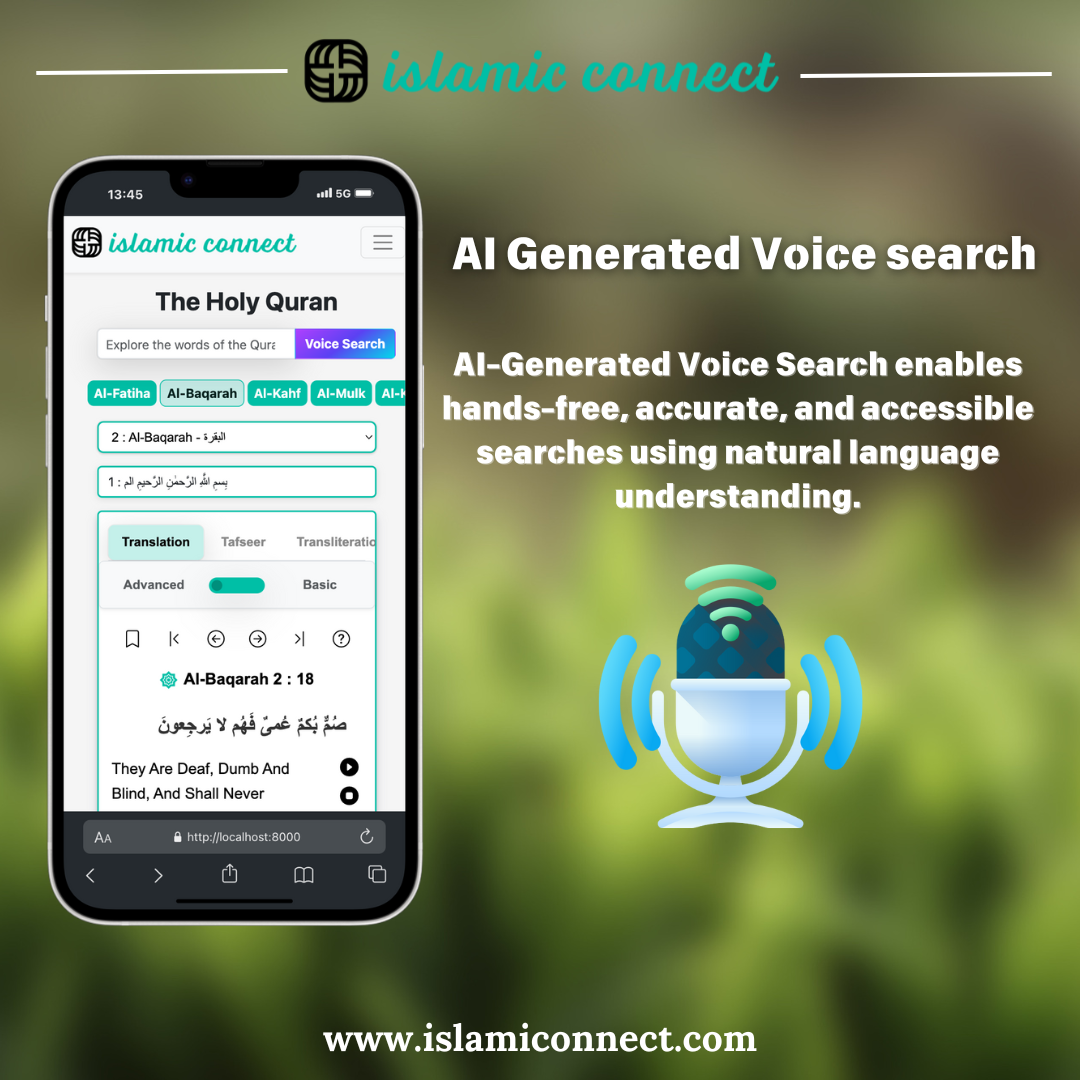 islamic connect
13:45
5G
islamic connect
The Holy Quran
Explore the words of the Qura
Voice Search
Al-Fatiha
Al-Baqarah
Al-Kahf
Al-Mulk
Al-K
2 : Al-Baqarah - البقرة
1 : بِسمِ اللَّهِ الرَّحمٰنِ الرَّحيمِ الم
Translation
Tafseer
Transliteratio
Advanced
Basic
Al-Baqarah 2 : 18
صُمٌّ بُكمٌ عُميٌ فَهُم لا يَرجِعونَ
They Are Deaf, Dumb And
Blind, And Shall Never
AA
http://localhost:8000
AI Generated Voice search
AI-Generated Voice Search enables
hands-free, accurate, and accessible
searches using natural language
understanding.
www.islamiconnect.com